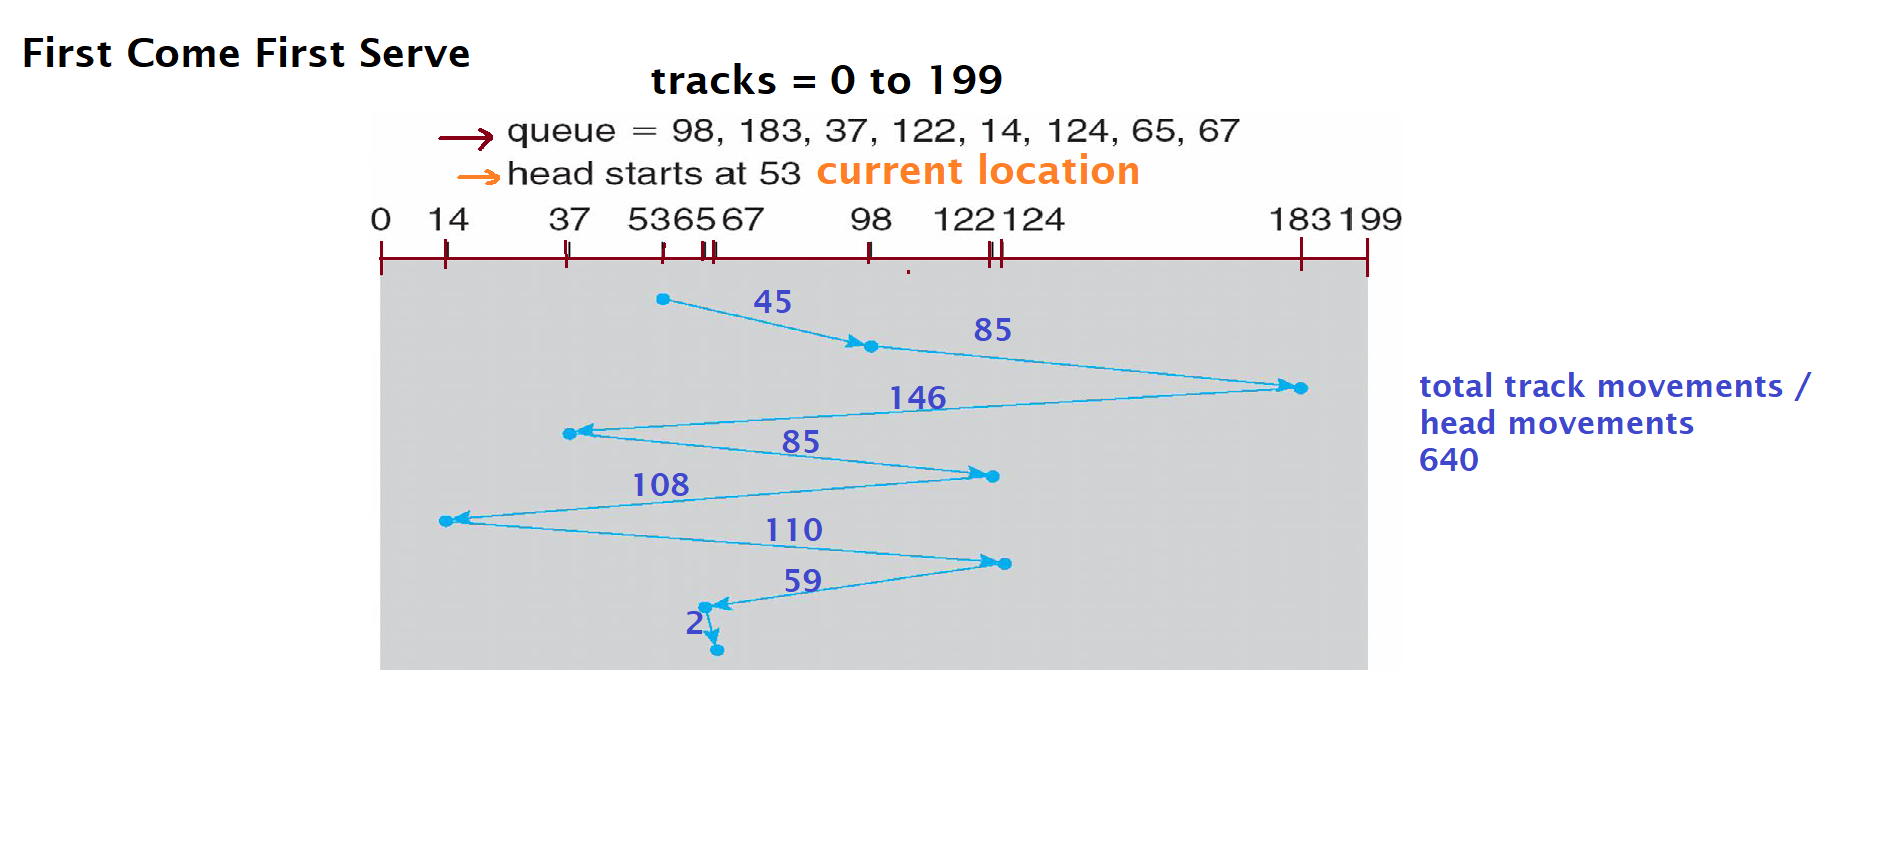 First Come First Serve
tracks = 0 to 199
queue = 98, 183, 37, 122, 14, 124, 65, 67
head starts at 53 current location
0 14 37 53 65 67 98 122 124 183 199
45
85
146
85
108
110
59
2
total track movements /
head movements
640